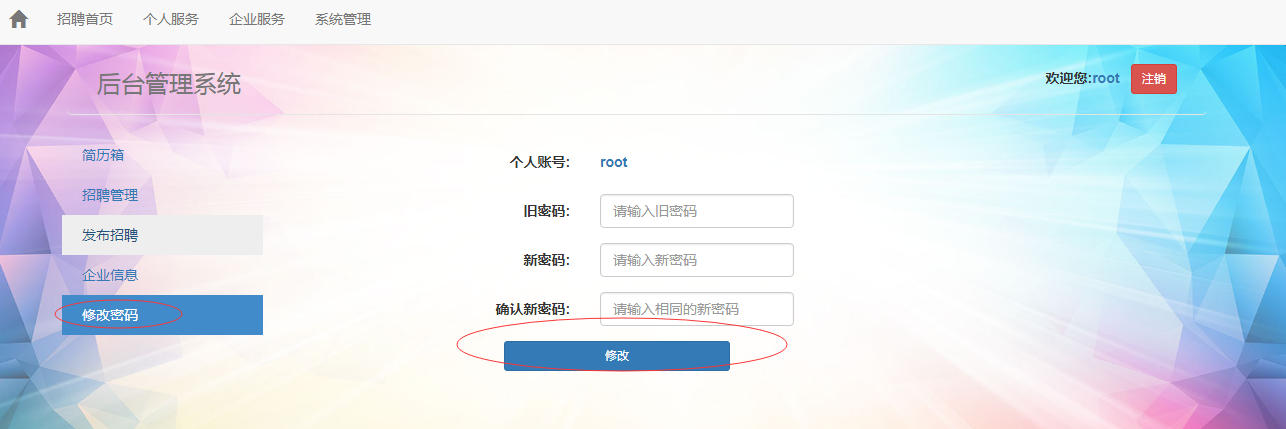 招聘首页 个人服务 企业服务 系统管理
后台管理系统
欢迎您:root 注销
简历箱
招聘管理
发布招聘
企业信息
修改密码
个人账号: root
旧密码: 请输入旧密码
新密码: 请输入新密码
确认新密码: 请输入相同的新密码
修改